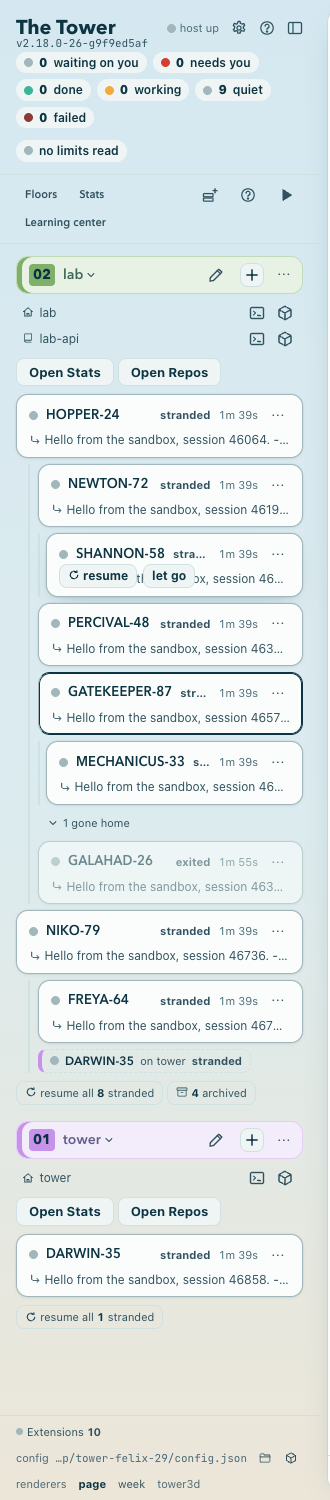 The Tower
host up
v2.18.0-26-g9f9ed5af
0 waiting on you 0 needs you
0 done 0 working 9 quiet
0 failed
no limits read
Floors Stats
Learning center
02 lab
lab
lab-api
Open Stats Open Repos
HOPPER-24 stranded 1m 39s ...
Hello from the sandbox, session 46064. -...
NEWTON-72 stranded 1m 39s ...
Hello from the sandbox, session 4619...
SHANNON-58 stra... 1m 39s ...
resume let go ox, session 46...
PERCIVAL-48 stranded 1m 39s ...
Hello from the sandbox, session 463...
GATEKEEPER-87 str... 1m 39s ...
Hello from the sandbox, session 4657...
MECHANICUS-33 s... 1m 39s ...
Hello from the sandbox, session 46...
1 gone home
GALAHAD-26 exited 1m 55s ...
Hello from the sandbox, session 463...
NIKO-79 stranded 1m 39s ...
Hello from the sandbox, session 46736. -...
FREYA-64 stranded 1m 39s ...
Hello from the sandbox, session 467...
DARWIN-35 on tower stranded
resume all 8 stranded 4 archived
01 tower
tower
Open Stats Open Repos
DARWIN-35 stranded 1m 39s ...
Hello from the sandbox, session 46858. -...
resume all 1 stranded
Extensions 10
config …p/tower-felix-29/config.json
renderers page week tower3d